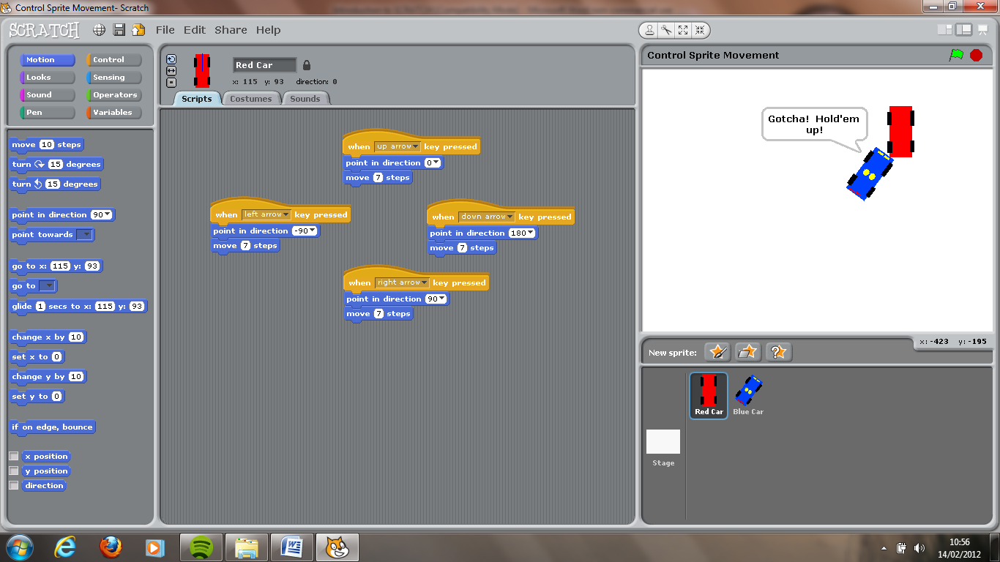 Control Sprite Movement- Scratch
SCRATCH File Edit Share Help
Motion Control
Looks Sensing
Sound Operators
Pen Variables
move 10 steps
turn 15 degrees
turn 15 degrees
point in direction 90
point towards
go to x: 115 y: 93
go to
glide 1 secs to x: 115 y: 93
change x by 10
set x to 0
change y by 10
set y to 0
if on edge, bounce
x position
y position
direction
Red Car
x: 115 y: 93 direction: 0
Scripts Costumes Sounds
when up arrow key pressed
point in direction 0
move 7 steps
when left arrow key pressed
point in direction -90
move 7 steps
when down arrow key pressed
point in direction 180
move 7 steps
when right arrow key pressed
point in direction 90
move 7 steps
Control Sprite Movement
Gotcha! Hold'em
up!
x: -423 y: -195
New sprite:
Red Car Blue Car
Stage
10:56
14/02/2012